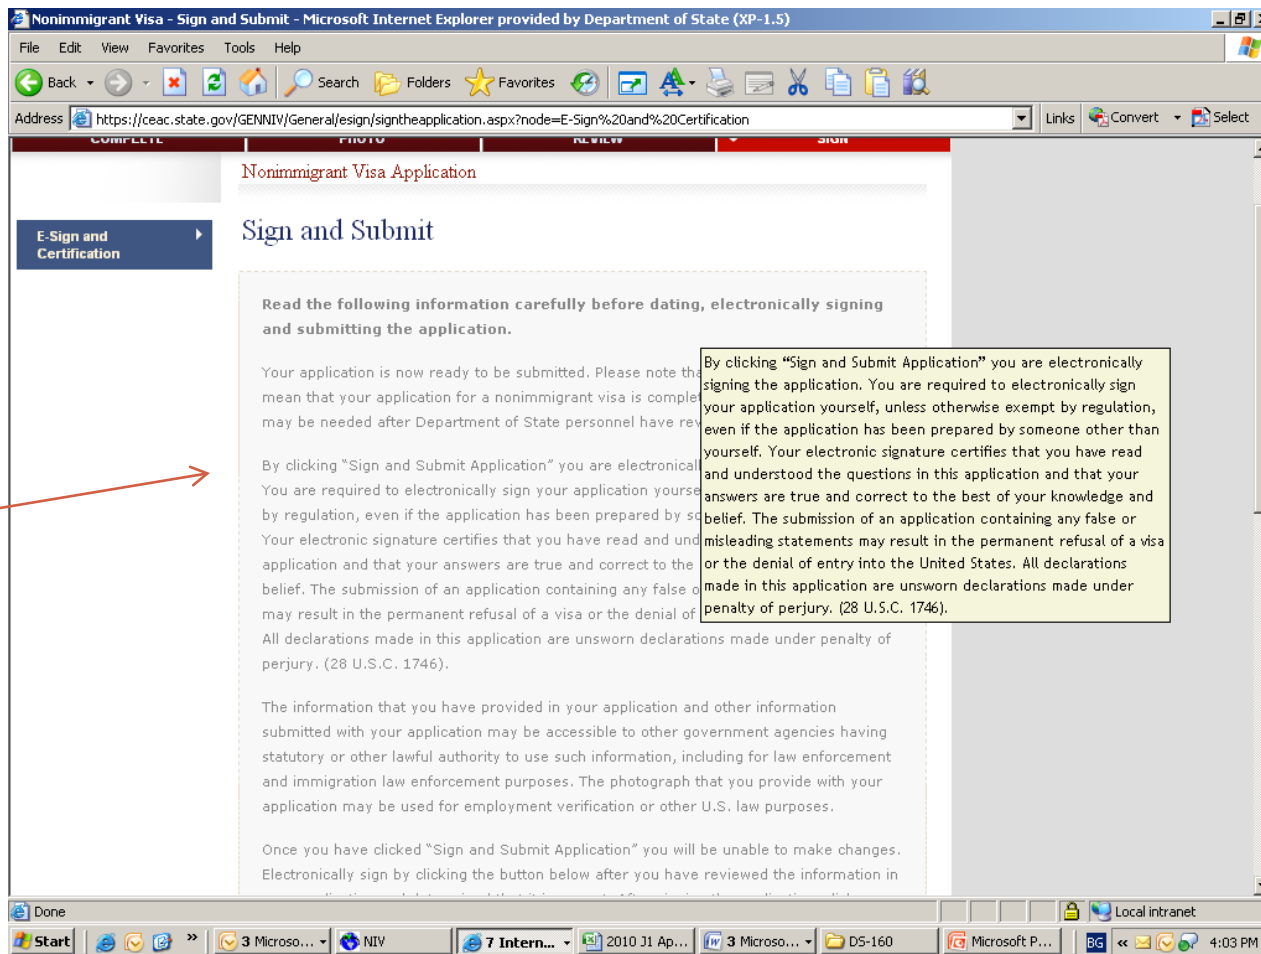 Nonimmigrant Visa - Sign and Submit - Microsoft Internet Explorer provided by Department of State (XP-1.5)
File Edit View Favorites Tools Help
Back Search Folders Favorites
Address https://ceac.state.gov/GENNIV/General/esign/signtheapplication.aspx?node=E-Sign%20and%20Certification Links Convert Select
COMPLETE PHOTO REVIEW SIGN
Nonimmigrant Visa Application
E-Sign and
Certification
Sign and Submit
Read the following information carefully before dating, electronically signing
and submitting the application.
Your application is now ready to be submitted. Please note tha
mean that your application for a nonimmigrant visa is complet
may be needed after Department of State personnel have rev
By clicking "Sign and Submit Application" you are electronicall
You are required to electronically sign your application yourse
by regulation, even if the application has been prepared by so
Your electronic signature certifies that you have read and und
application and that your answers are true and correct to the
belief. The submission of an application containing any false o
may result in the permanent refusal of a visa or the denial of
All declarations made in this application are unsworn declarations made under penalty of
perjury. (28 U.S.C. 1746).
By clicking “Sign and Submit Application” you are electronically
signing the application. You are required to electronically sign
your application yourself, unless otherwise exempt by regulation,
even if the application has been prepared by someone other than
yourself. Your electronic signature certifies that you have read
and understood the questions in this application and that your
answers are true and correct to the best of your knowledge and
belief. The submission of an application containing any false or
misleading statements may result in the permanent refusal of a visa
or the denial of entry into the United States. All declarations
made in this application are unsworn declarations made under
penalty of perjury. (28 U.S.C. 1746).
The information that you have provided in your application and other information
submitted with your application may be accessible to other government agencies having
statutory or other lawful authority to use such information, including for law enforcement
and immigration law enforcement purposes. The photograph that you provide with your
application may be used for employment verification or other U.S. law purposes.
Once you have clicked "Sign and Submit Application" you will be unable to make changes.
Electronically sign by clicking the button below after you have reviewed the information in
Done Local intranet
Start 3 Microso... NIV 7 Intern... 2010 J1 Ap... 3 Microso... DS-160 Microsoft P... BG 4:03 PM